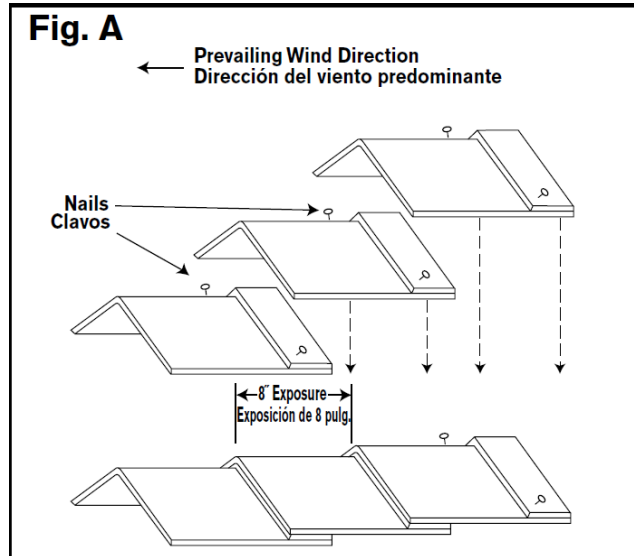 Fig. A
Prevailing Wind Direction
Dirección del viento predominante
Nails
Clavos
8" Exposure
Exposición de 8 pulg.